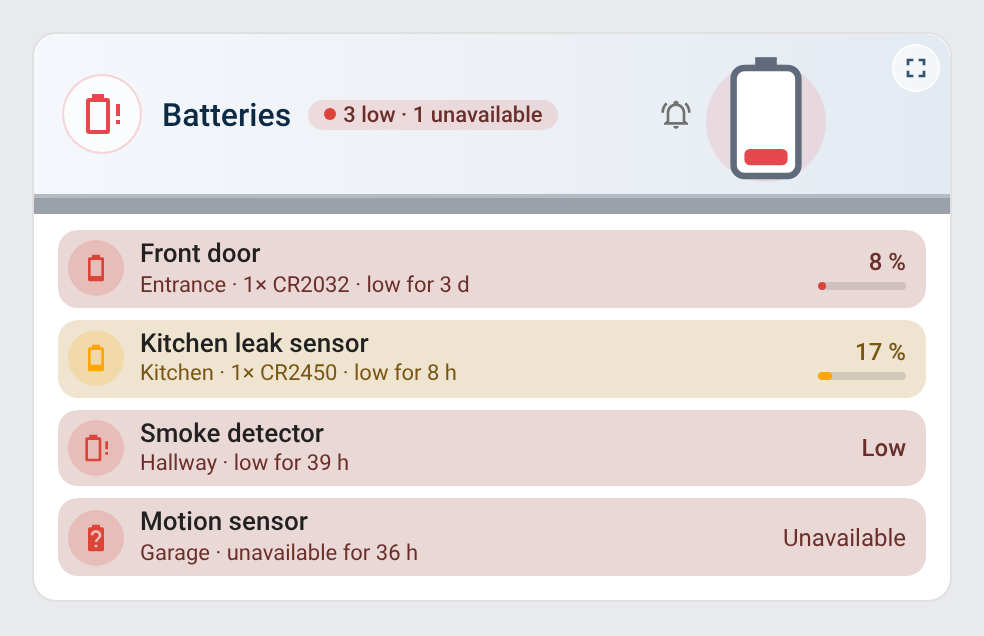 Batteries
3 low · 1 unavailable
Front door
Entrance · 1× CR2032 · low for 3 d
8 %
Kitchen leak sensor
Kitchen · 1× CR2450 · low for 8 h
17 %
Smoke detector
Hallway · low for 39 h
Low
Motion sensor
Garage · unavailable for 36 h
Unavailable